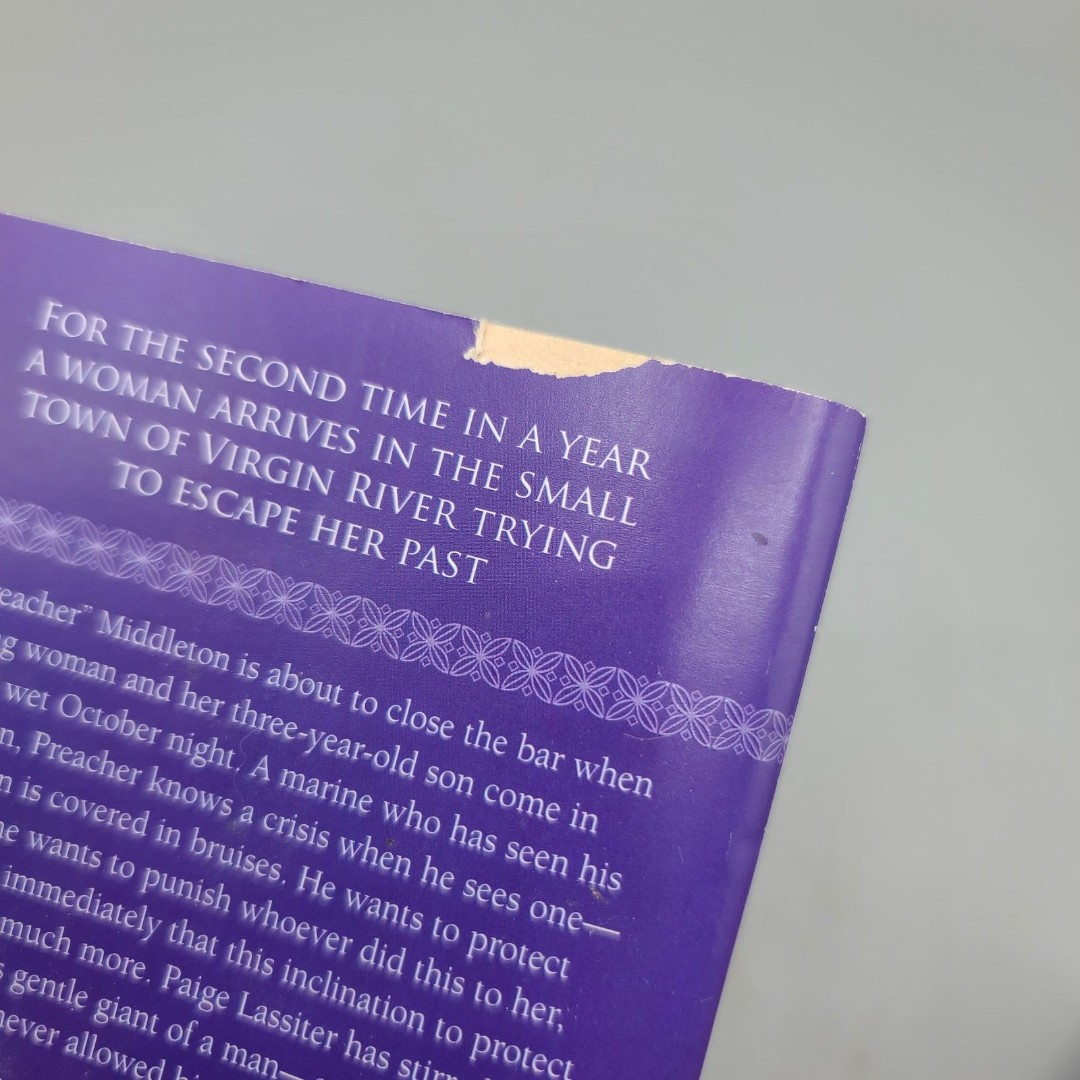 FOR THE SECOND TIME IN A YEAR
A WOMAN ARRIVES IN THE SMALL
TOWN OF VIRGIN RIVER TRYING
TO ESCAPE HER PAST
eacher” Middleton is about to close the bar when
g woman and her three-year-old son come in
wet October night. A marine who has seen his
n, Preacher knows a crisis when he sees one—
n is covered in bruises. He wants to protect
he wants to punish whoever did this to her,
immediately that this inclination to protect
much more. Paige Lassiter has stirr
s gentle giant of a man—
never allowed hi